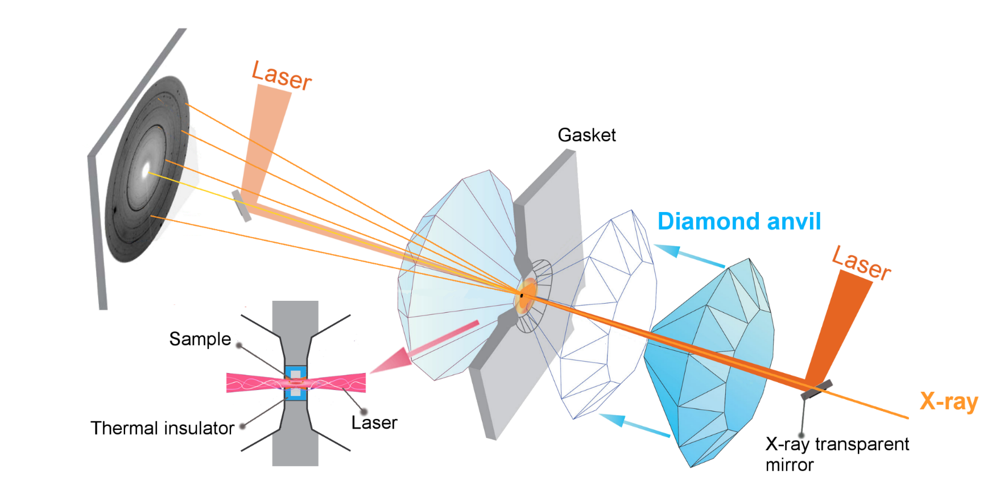 Laser
Gasket
Diamond anvil
Laser
Sample
X-ray
Laser
Thermal insulator
X-ray transparent
mirror